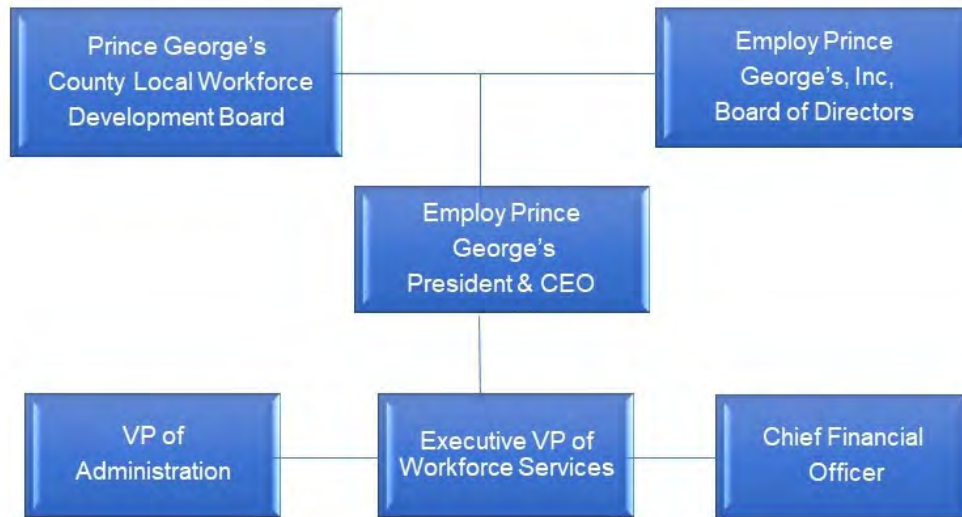 Prince George's
County Local Workforce
Development Board
Employ Prince
George's, Inc,
Board of Directors
Employ Prince
George's
President & CEO
VP of
Administration
Executive VP of
Workforce Services
Chief Financial
Officer